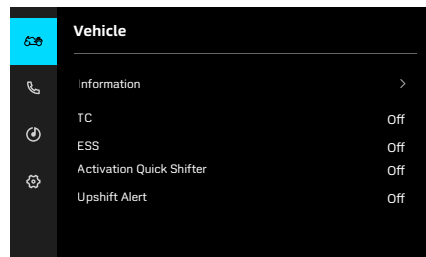 Vehicle
Information
TC Off
ESS Off
Activation Quick Shifter Off
Upshift Alert Off